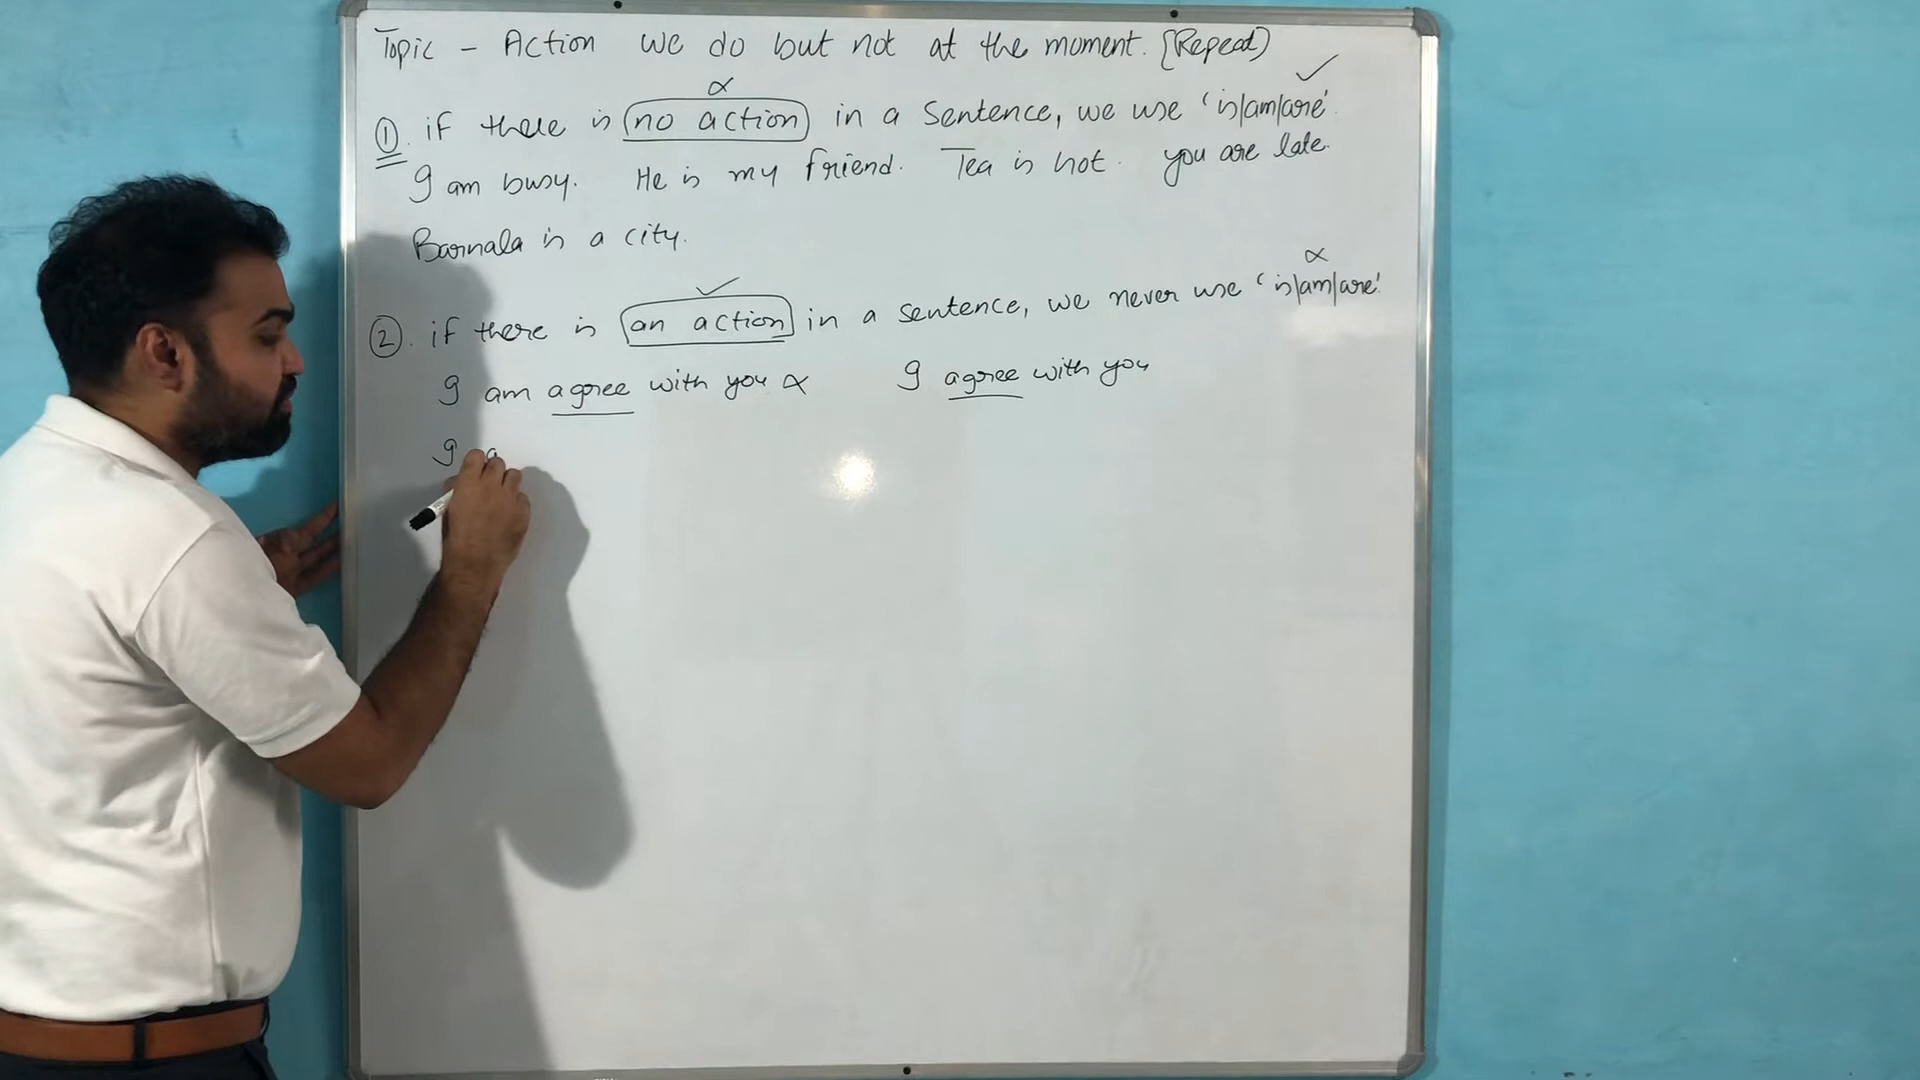 Topic - Action we do but not at the moment. [Repeat]
① if there is no action in a sentence, we use 'is/am/are'.
I am busy. He is my friend. Tea is hot. you are late.
Barnala is a city.
② if there is an action in a sentence, we never use 'is/am/are'.
I am agree with you × I agree with you
I a